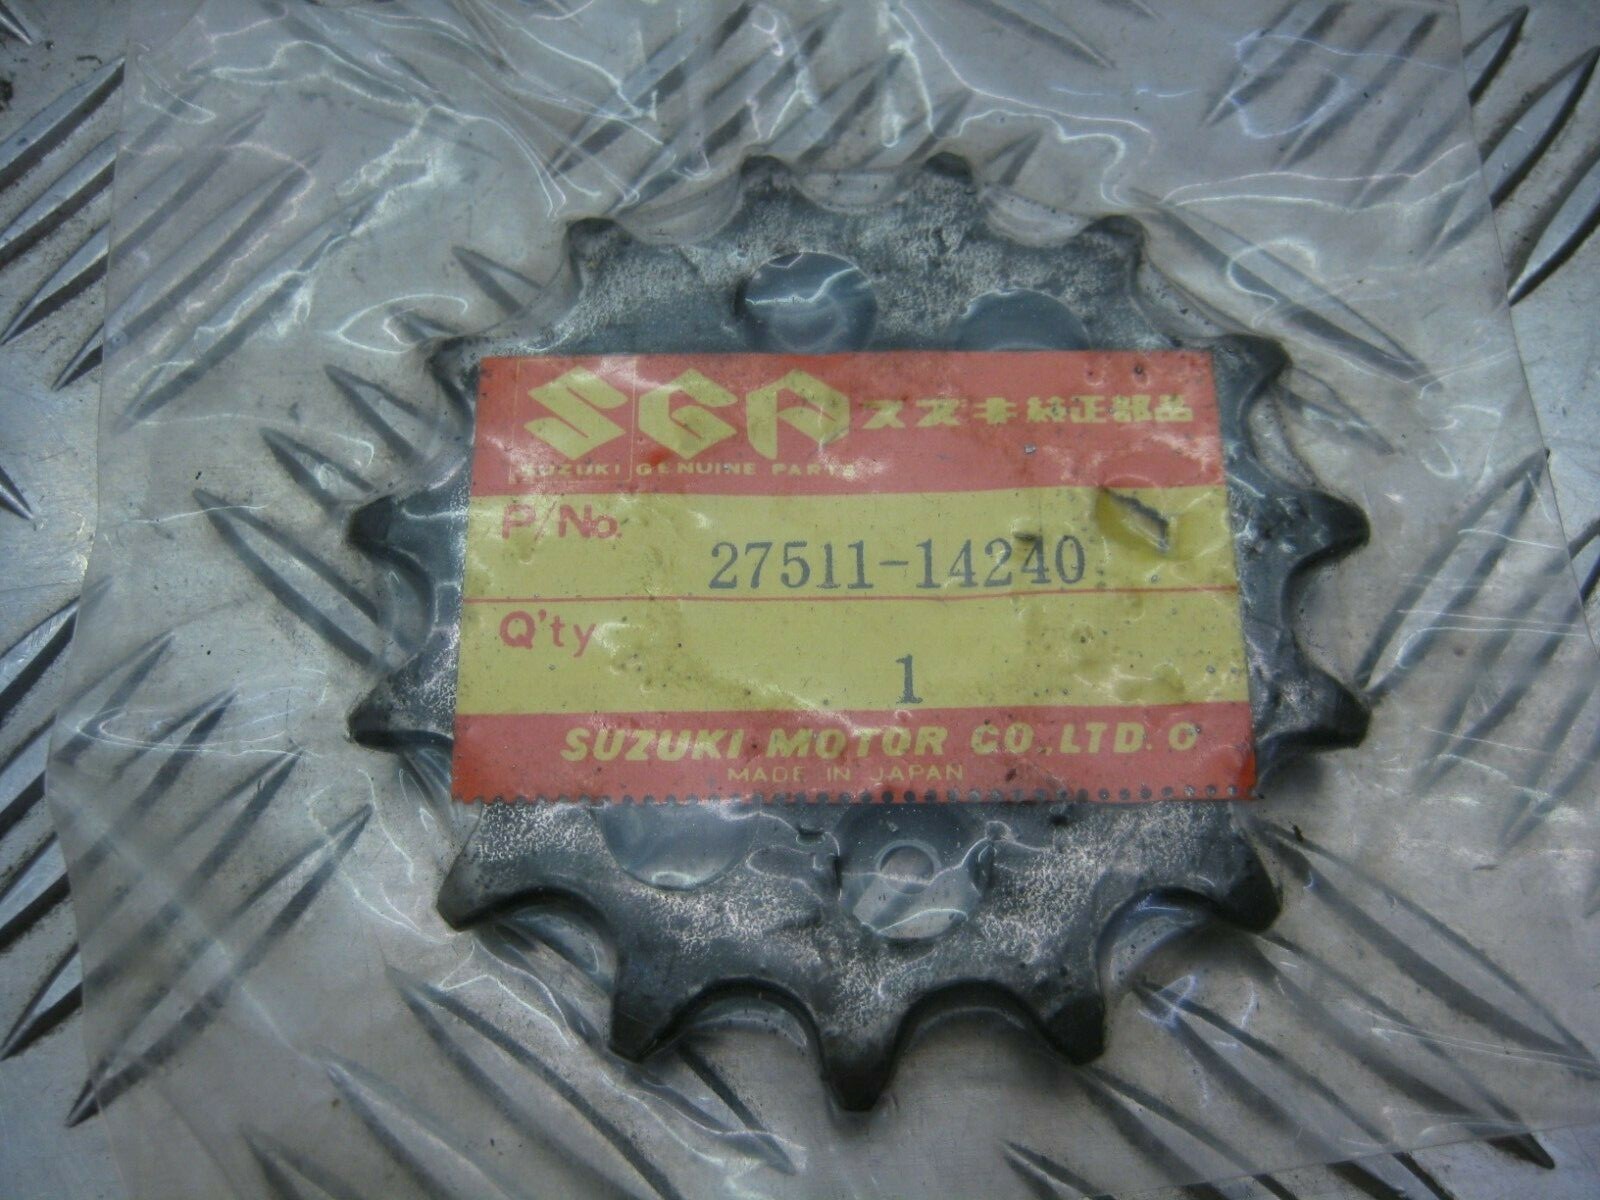 SGP スズキ純正部品
SUZUKI GENUINE PARTS
P/No.
27511-14240
Q'ty
1
SUZUKI MOTOR CO.,LTD. C
MADE IN JAPAN